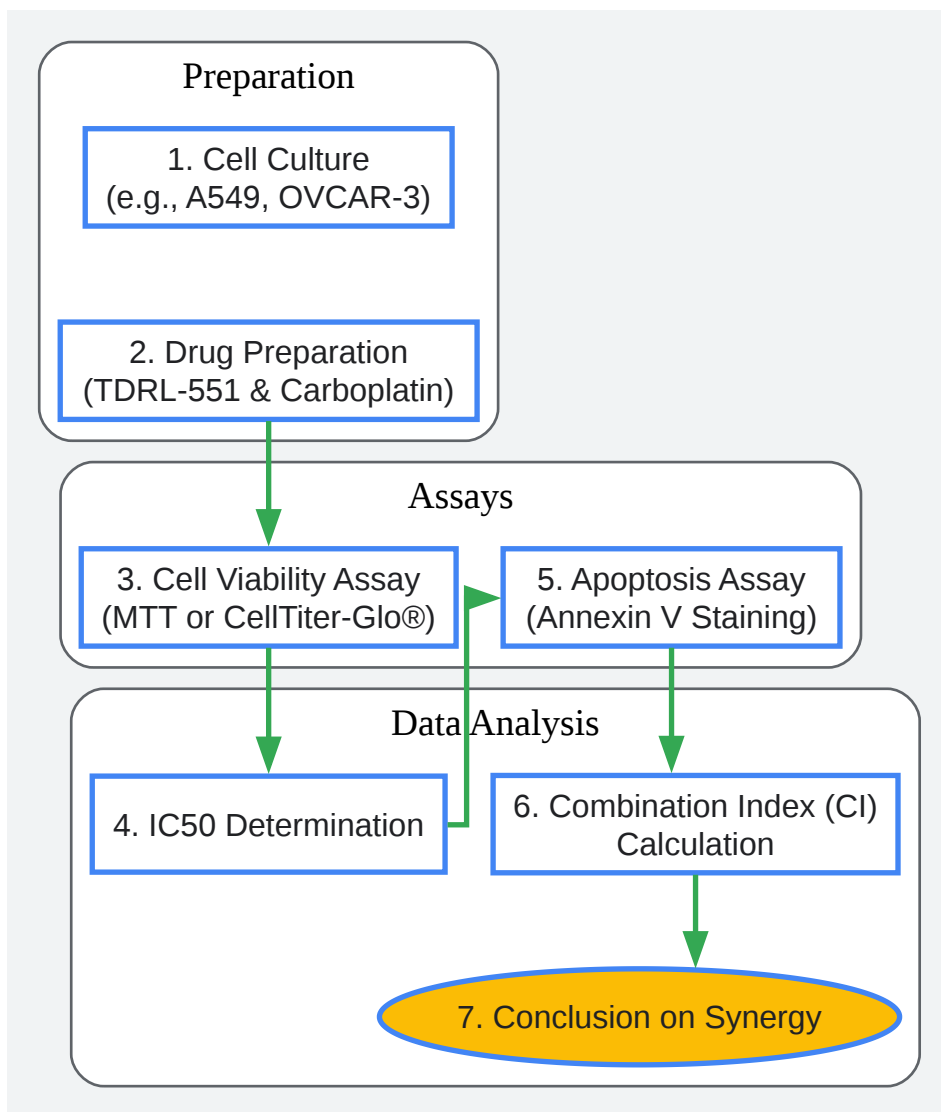 Preparation
1. Cell Culture
(e.g., A549, OVCAR-3)
2. Drug Preparation
(TDRL-551 & Carboplatin)
Assays
3. Cell Viability Assay
(MTT or CellTiter-Glo®)
5. Apoptosis Assay
(Annexin V Staining)
Data Analysis
4. IC50 Determination
6. Combination Index (CI)
Calculation
7. Conclusion on Synergy